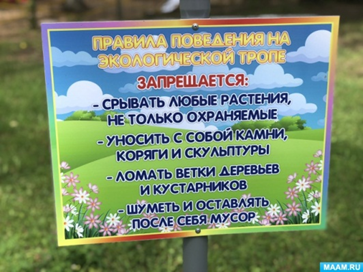 ПРАВИЛА ПОВЕДЕНИЯ НА
ЭКОЛОГИЧЕСКОЙ ТРОПЕ
ЗАПРЕЩАЕТСЯ:
- СРЫВАТЬ ЛЮБЫЕ РАСТЕНИЯ,
НЕ ТОЛЬКО ОХРАНЯЕМЫЕ
- УНОСИТЬ С СОБОЙ КАМНИ,
КОРЯГИ И СКУЛЬПТУРЫ
- ЛОМАТЬ ВЕТКИ ДЕРЕВЬЕВ
И КУСТАРНИКОВ
- ШУМЕТЬ И ОСТАВЛЯТЬ
ПОСЛЕ СЕБЯ МУСОР
MAAM.RU